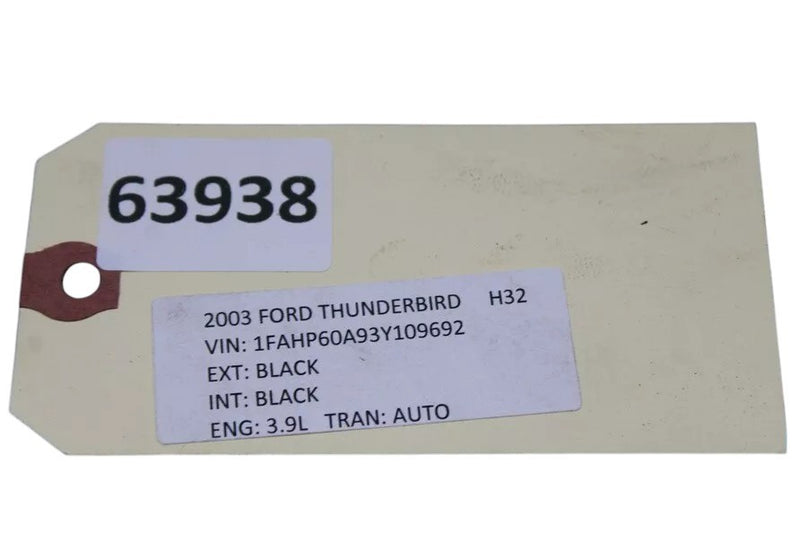 63938
2003 FORD THUNDERBIRD H32
VIN: 1FAHP60A93Y109692
EXT: BLACK
INT: BLACK
ENG: 3.9L TRAN: AUTO